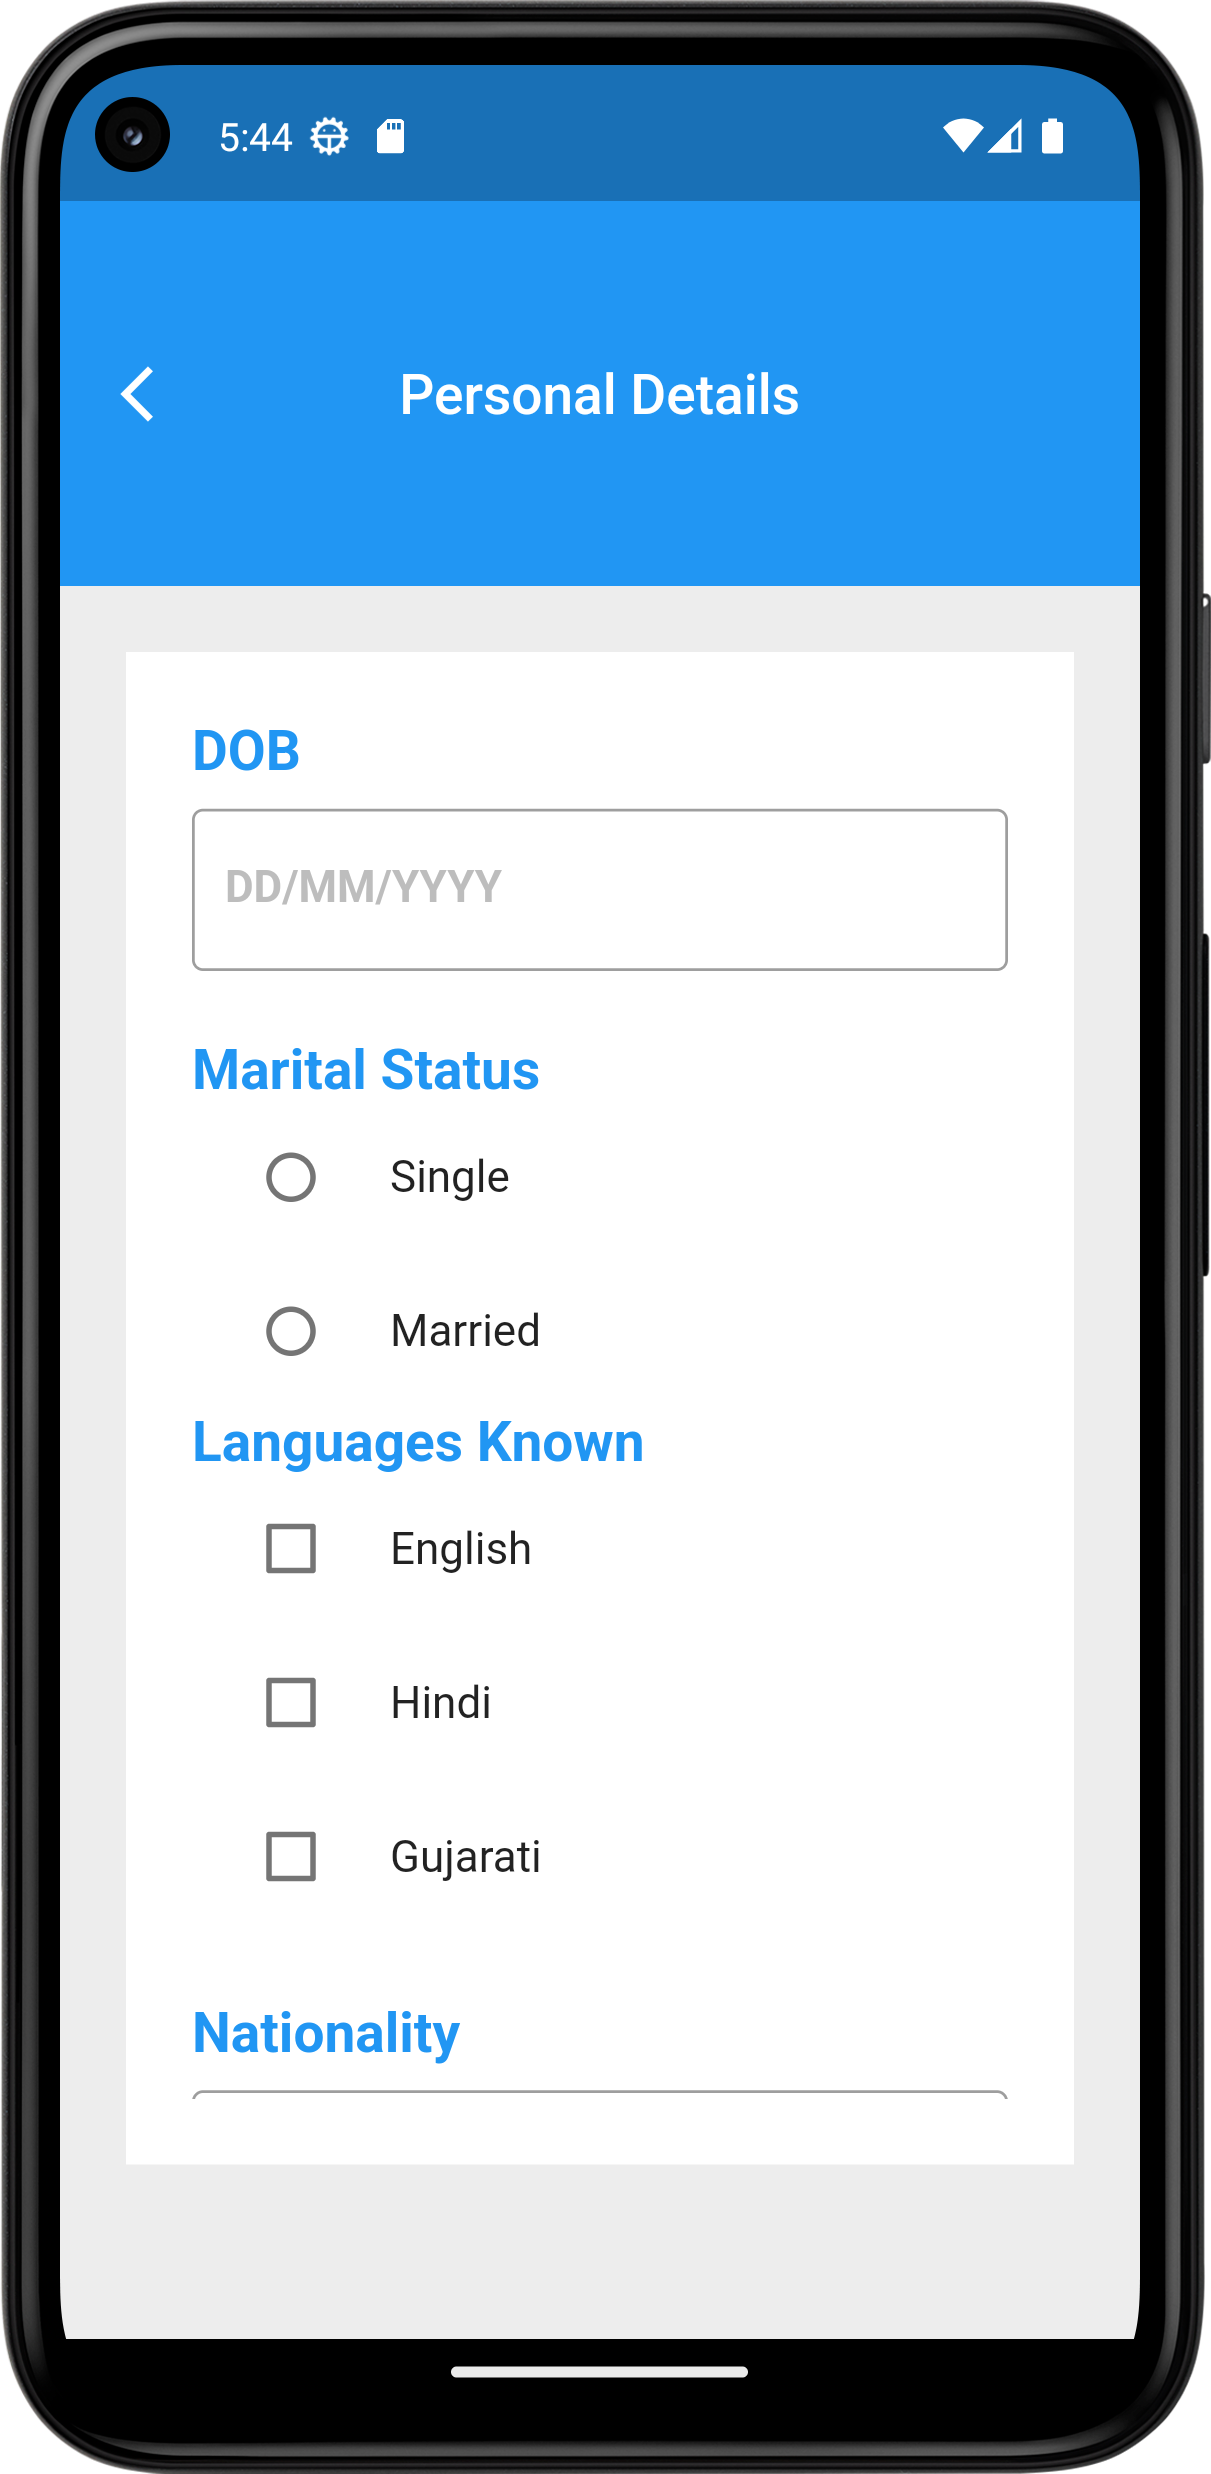 5:44
Personal Details
DOB
DD/MM/YYYY
Marital Status
Single
Married
Languages Known
English
Hindi
Gujarati
Nationality